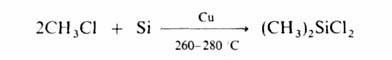 2CH₃Cl + Si —Cu→ (CH₃)₂SiCl₂
260–280 °C